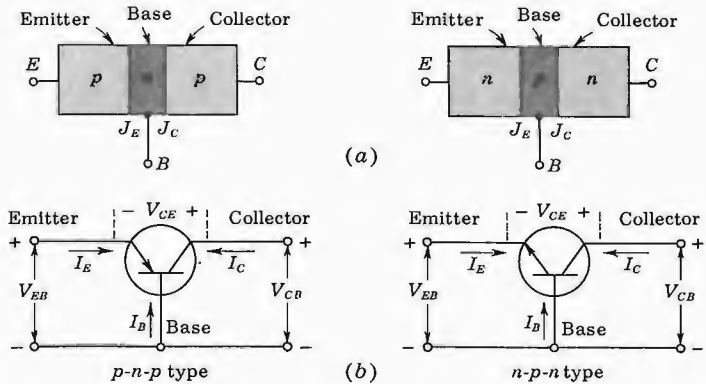 Emitter Base Collector
E p n p C
J_E J_C
B
Emitter Base Collector
E n p n C
J_E J_C
B
(a)
Emitter - V_CE + Collector
+ I_E I_C +
V_EB V_CB
I_B Base
- -
p-n-p type
Emitter - V_CE + Collector
+ I_E I_C +
V_EB V_CB
I_B Base
- -
n-p-n type
(b)